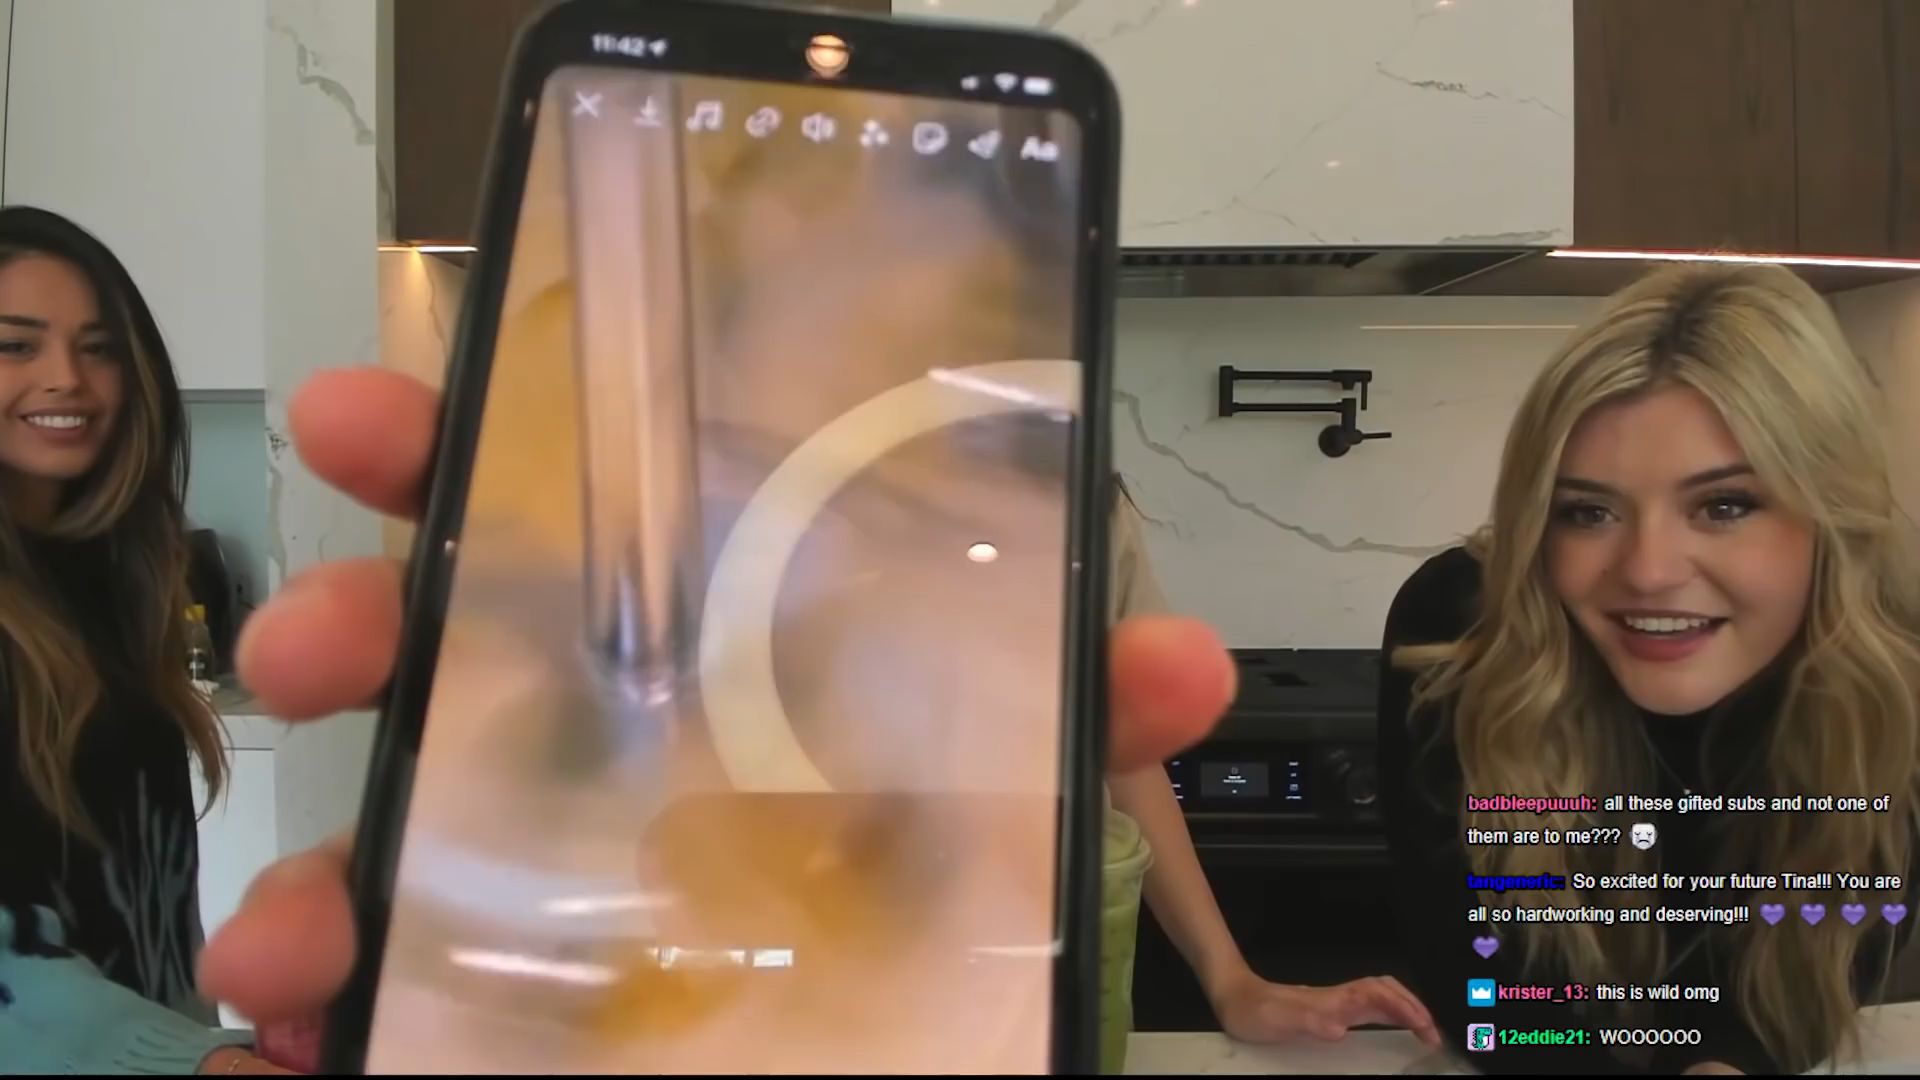 11:42
Aa
badbleepuuuh: all these gifted subs and not one of
them are to me???
tangeneric: So excited for your future Tina!!! You are
all so hardworking and deserving!!! 💜 💜 💜 💜
💜
krister_13: this is wild omg
12eddie21: WOOOOOO